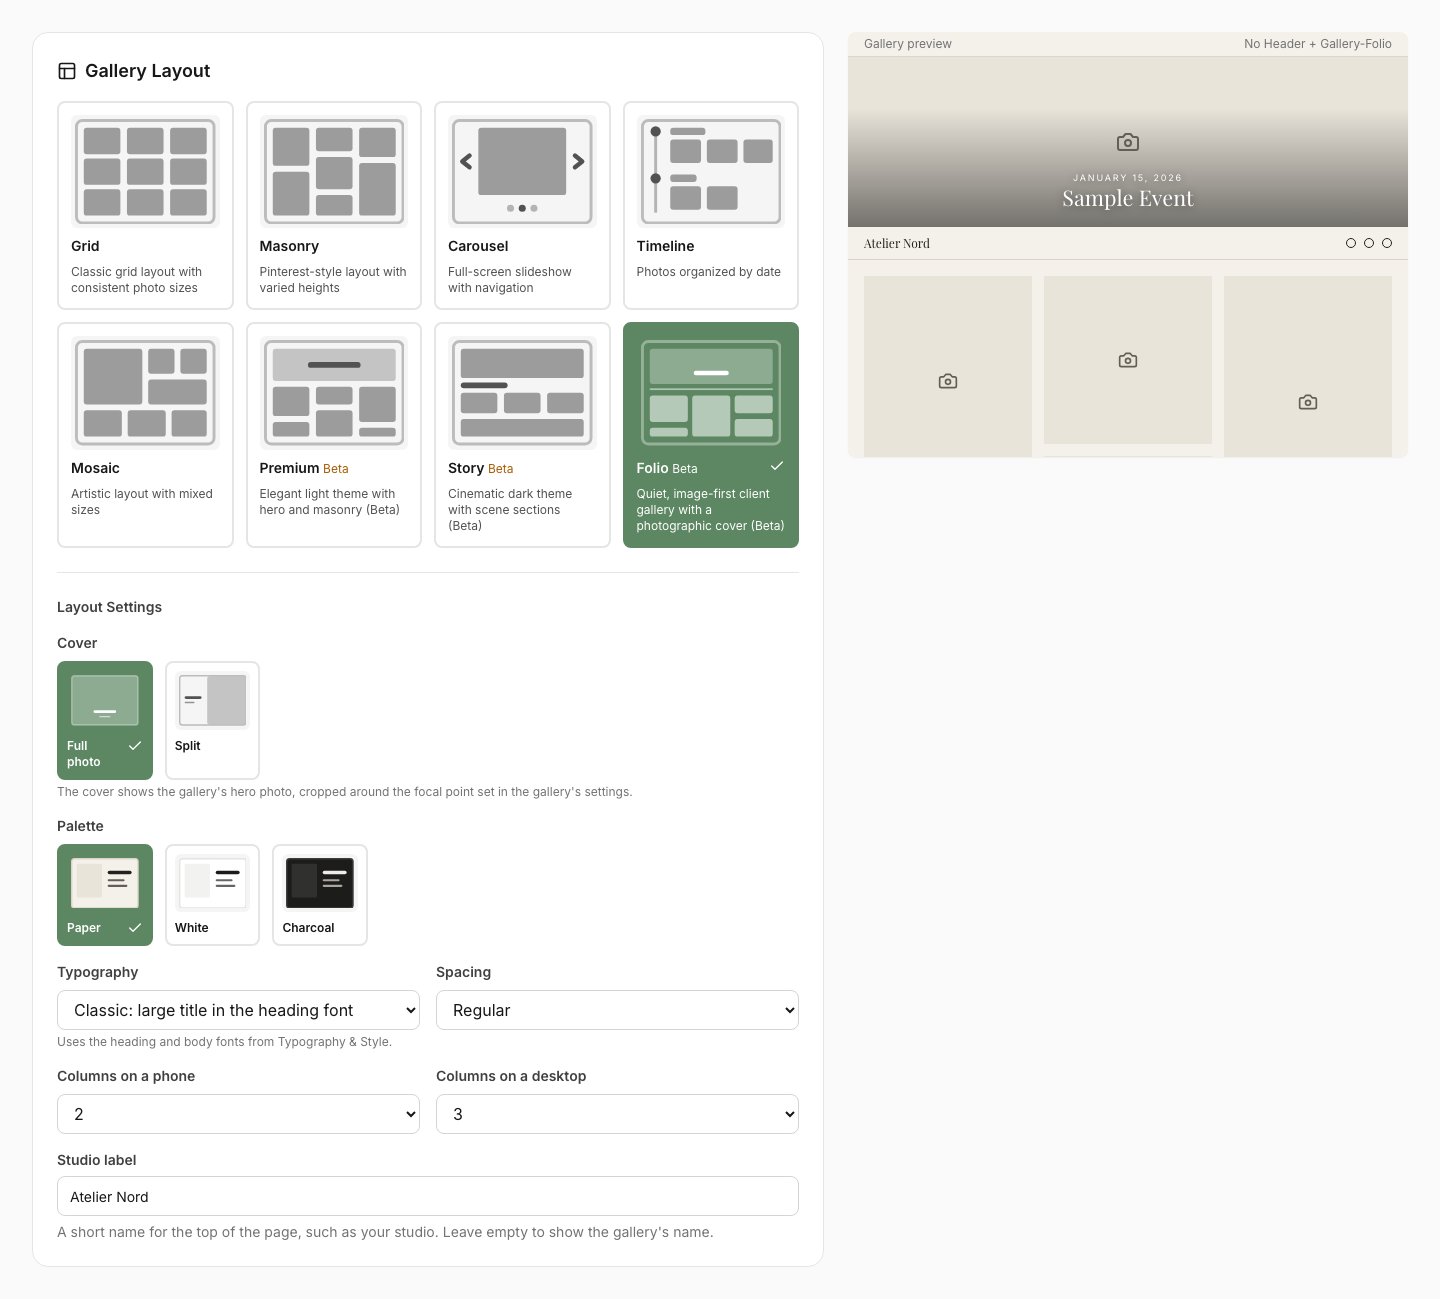 Gallery Layout
Grid
Classic grid layout with
consistent photo sizes
Masonry
Pinterest-style layout with
varied heights
Carousel
Full-screen slideshow
with navigation
Timeline
Photos organized by date
Mosaic
Artistic layout with mixed
sizes
Premium Beta
Elegant light theme with
hero and masonry (Beta)
Story Beta
Cinematic dark theme
with scene sections
(Beta)
Folio Beta
Quiet, image-first client
gallery with a
photographic cover (Beta)
Layout Settings
Cover
Full
photo
Split
The cover shows the gallery's hero photo, cropped around the focal point set in the gallery's settings.
Palette
Paper
White
Charcoal
Typography
Classic: large title in the heading font
Uses the heading and body fonts from Typography & Style.
Spacing
Regular
Columns on a phone
2
Columns on a desktop
3
Studio label
Atelier Nord
A short name for the top of the page, such as your studio. Leave empty to show the gallery's name.
Gallery preview
No Header + Gallery-Folio
JANUARY 15, 2026
Sample Event
Atelier Nord